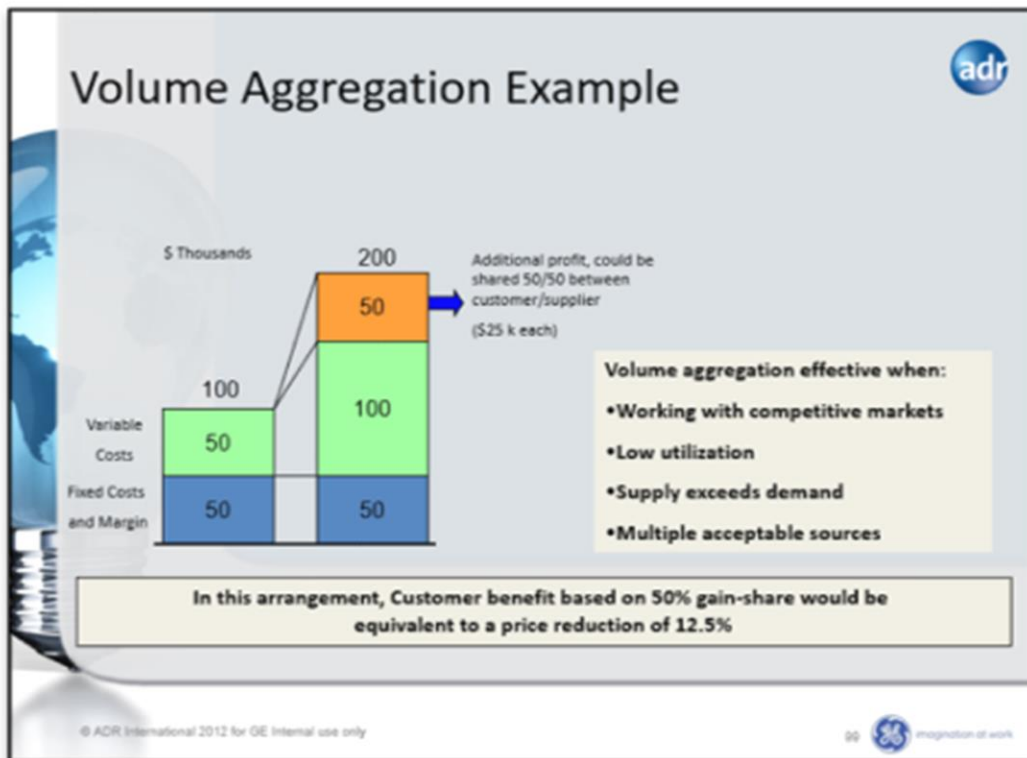 Volume Aggregation Example
adr
$ Thousands
200
50
Additional profit, could be
shared 50/50 between
customer/supplier
($25 k each)
100
100
Variable
Costs
50
Fixed Costs
and Margin
50
50
Volume aggregation effective when:
•Working with competitive markets
•Low utilization
•Supply exceeds demand
•Multiple acceptable sources
In this arrangement, Customer benefit based on 50% gain-share would be
equivalent to a price reduction of 12.5%
© ADR International 2012 for GE Internal use only
99
imagination at work